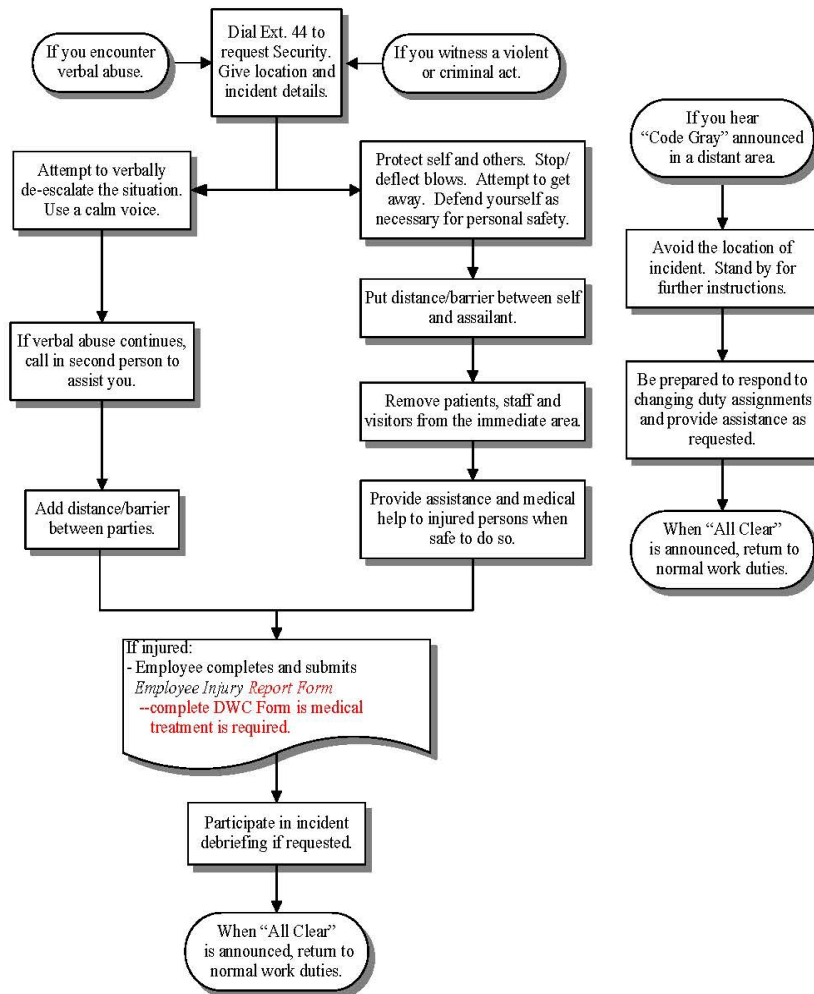 If you encounter
verbal abuse.
Dial Ext. 44 to
request Security.
Give location and
incident details.
If you witness a violent
or criminal act.
Attempt to verbally
de-escalate the situation.
Use a calm voice.
If verbal abuse continues,
call in second person to
assist you.
Add distance/barrier
between parties.
Protect self and others. Stop/
deflect blows. Attempt to get
away. Defend yourself as
necessary for personal safety.
Put distance/barrier between self
and assailant.
Remove patients, staff and
visitors from the immediate area.
Provide assistance and medical
help to injured persons when
safe to do so.
If injured:
- Employee completes and submits
Employee Injury Report Form
--complete DWC Form is medical
treatment is required.
Participate in incident
debriefing if requested.
When “All Clear”
is announced, return to
normal work duties.
If you hear
“Code Gray” announced
in a distant area.
Avoid the location of
incident. Stand by for
further instructions.
Be prepared to respond to
changing duty assignments
and provide assistance as
requested.
When “All Clear”
is announced, return to
normal work duties.